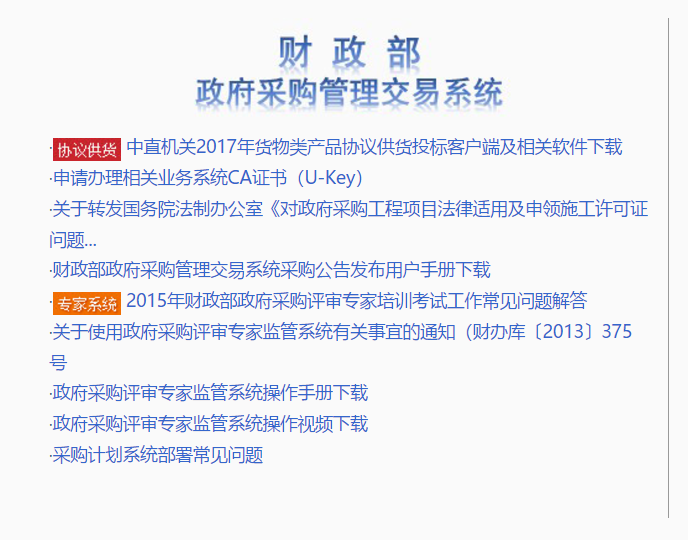 财 政 部
政府采购管理交易系统
·协议供货 中直机关2017年货物类产品协议供货投标客户端及相关软件下载
·申请办理相关业务系统CA证书（U-Key）
·关于转发国务院法制办公室《对政府采购工程项目法律适用及申领施工许可证
问题...
·财政部政府采购管理交易系统采购公告发布用户手册下载
·专家系统 2015年财政部政府采购评审专家培训考试工作常见问题解答
·关于使用政府采购评审专家监管系统有关事宜的通知（财办库〔2013〕375
号
·政府采购评审专家监管系统操作手册下载
·政府采购评审专家监管系统操作视频下载
·采购计划系统部署常见问题